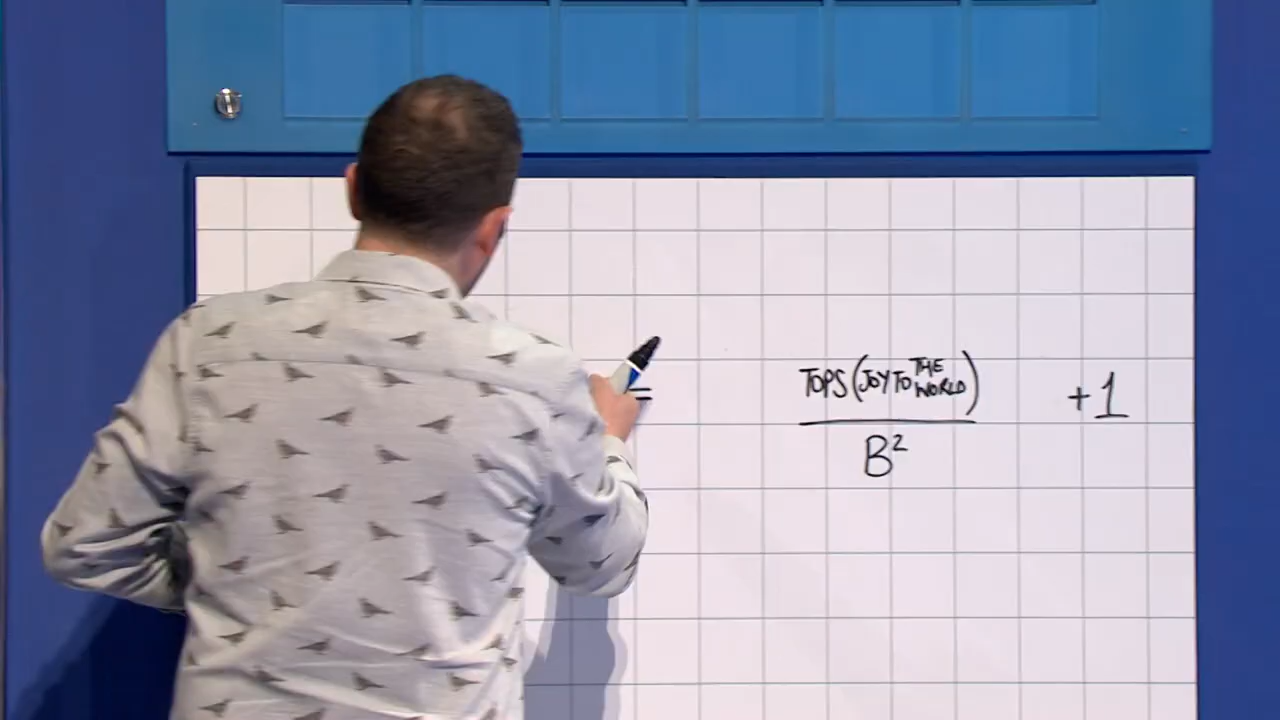 = TOPS (JOY TO THE WORLD) +1
B²